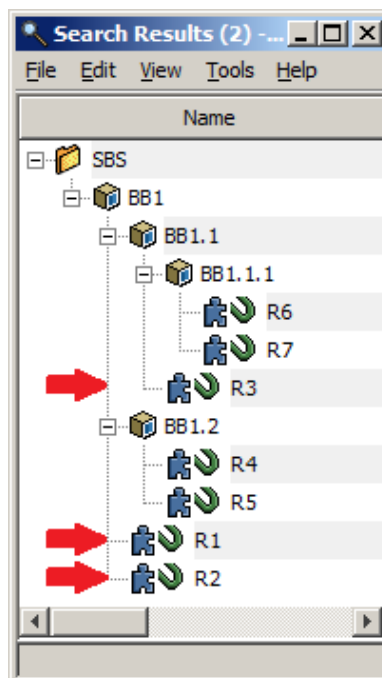 Search Results (2) -...
File Edit View Tools Help
Name
SBS
BB1
BB1.1
BB1.1.1
R6
R7
R3
BB1.2
R4
R5
R1
R2